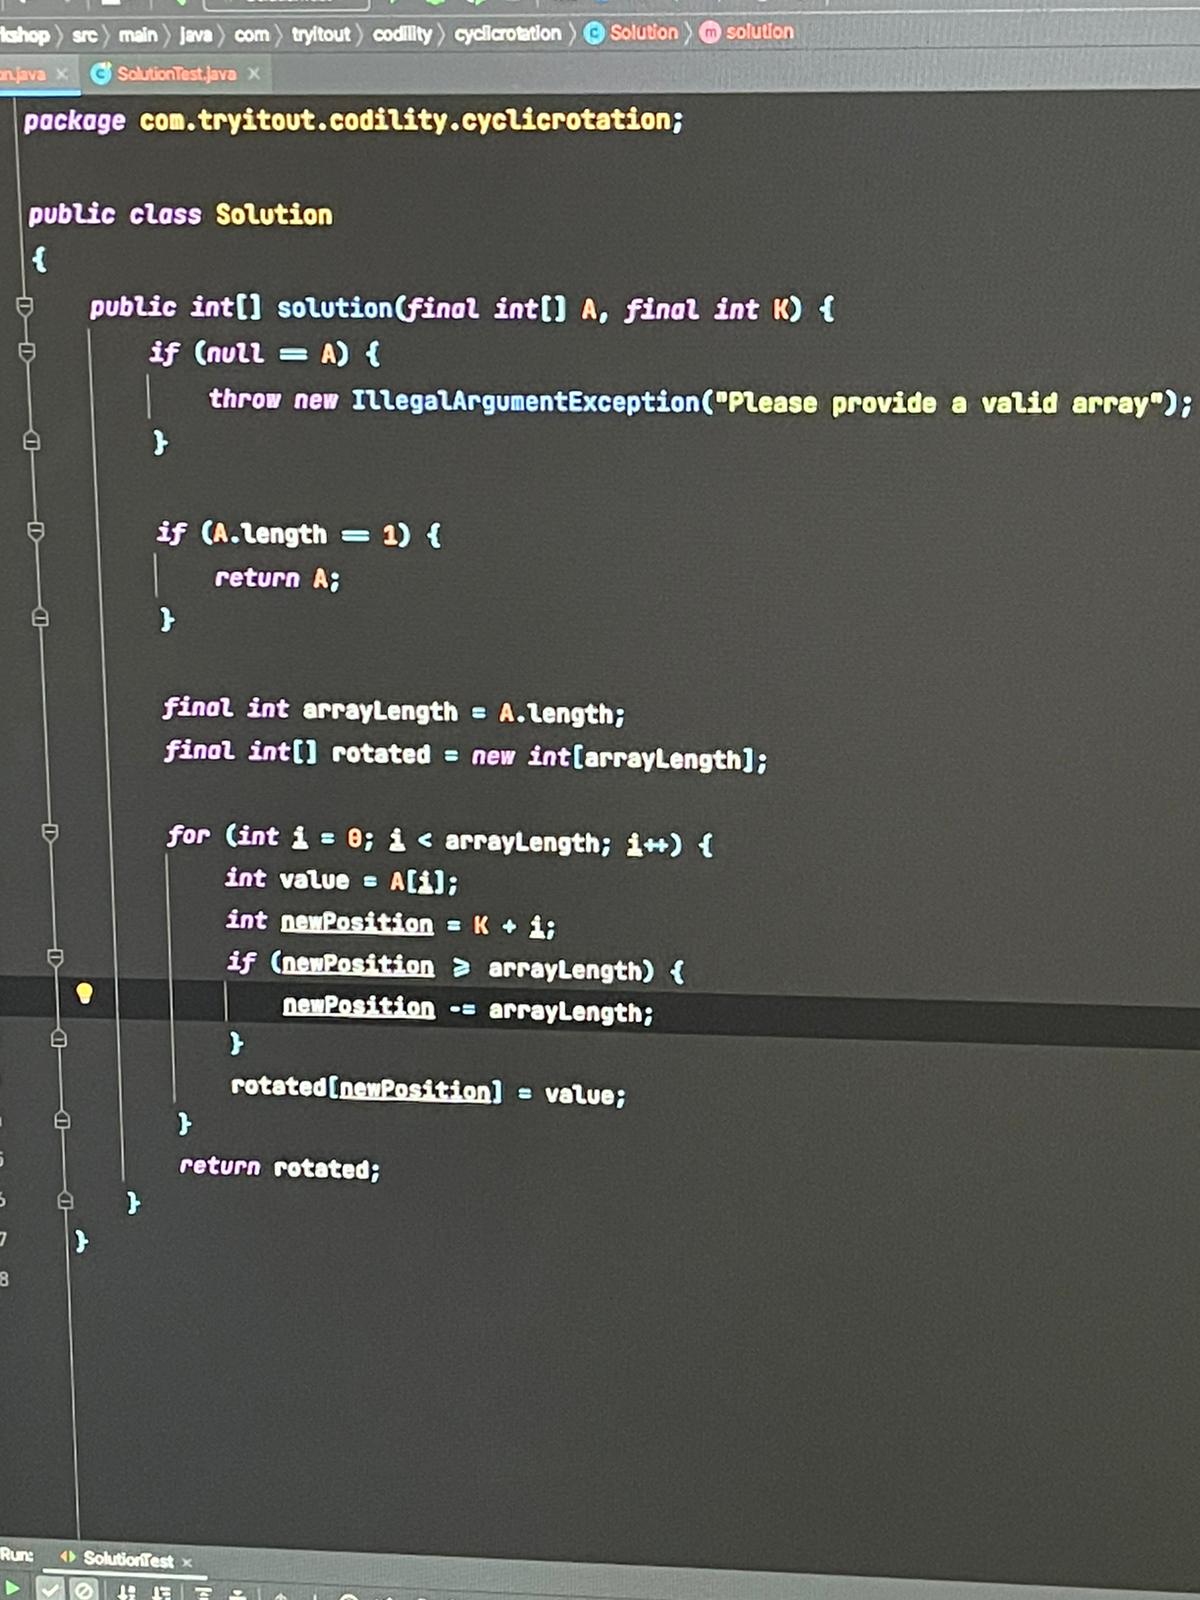 src main java com tryitout codility cyclicrotation Solution solution
SolutionTest.java
package com.tryitout.codility.cyclicrotation;
public class Solution
{
public int[] solution(final int[] A, final int K) {
if (null == A) {
throw new IllegalArgumentException("Please provide a valid array");
}
if (A.length == 1) {
return A;
}
final int arrayLength = A.length;
final int[] rotated = new int[arrayLength];
for (int i = 0; i < arrayLength; i++) {
int value = A[i];
int newPosition = K + i;
if (newPosition ≥ arrayLength) {
newPosition -= arrayLength;
}
rotated[newPosition] = value;
}
return rotated;
}
7 }
8
Run: SolutionTest